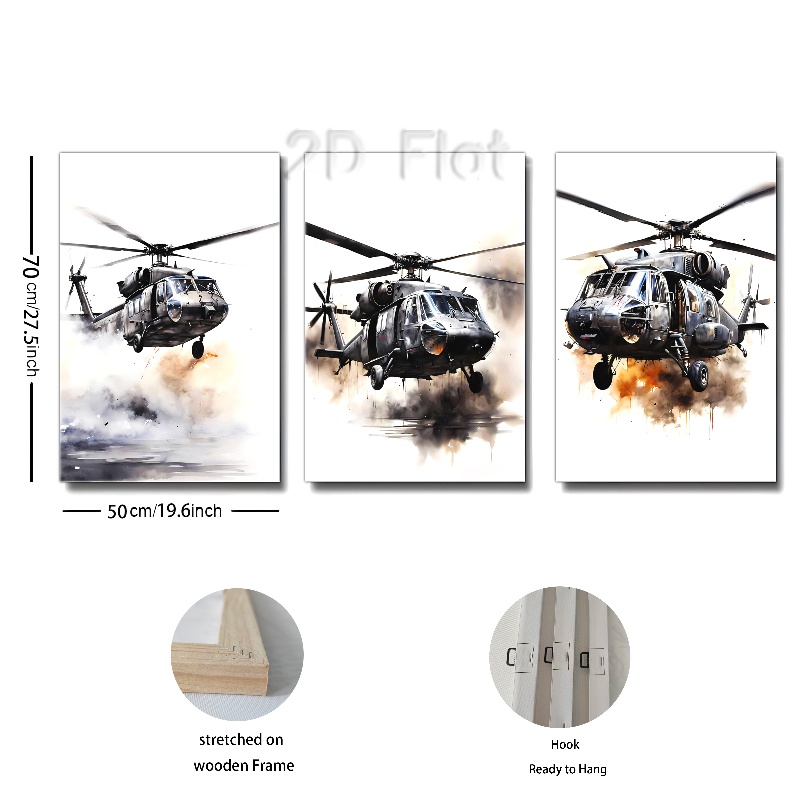 2D Flat
70cm/27.5inch
50cm/19.6inch
stretched on
wooden Frame
Hook
Ready to Hang